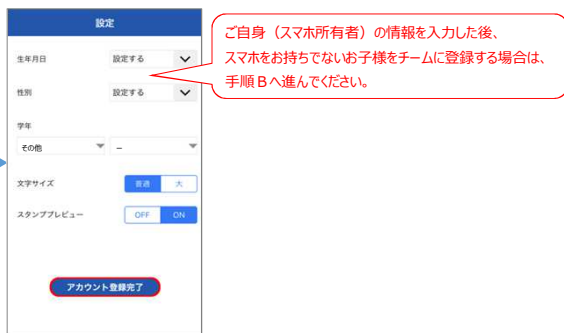 設定
ご自身（スマホ所有者）の情報を入力した後、
スマホをお持ちでないお子様をチームに登録する場合は、
手順Ｂへ進んでください。
生年月日 設定する
性別 設定する
学年
その他 –
文字サイズ 普通 大
スタンププレビュー OFF ON
アカウント登録完了